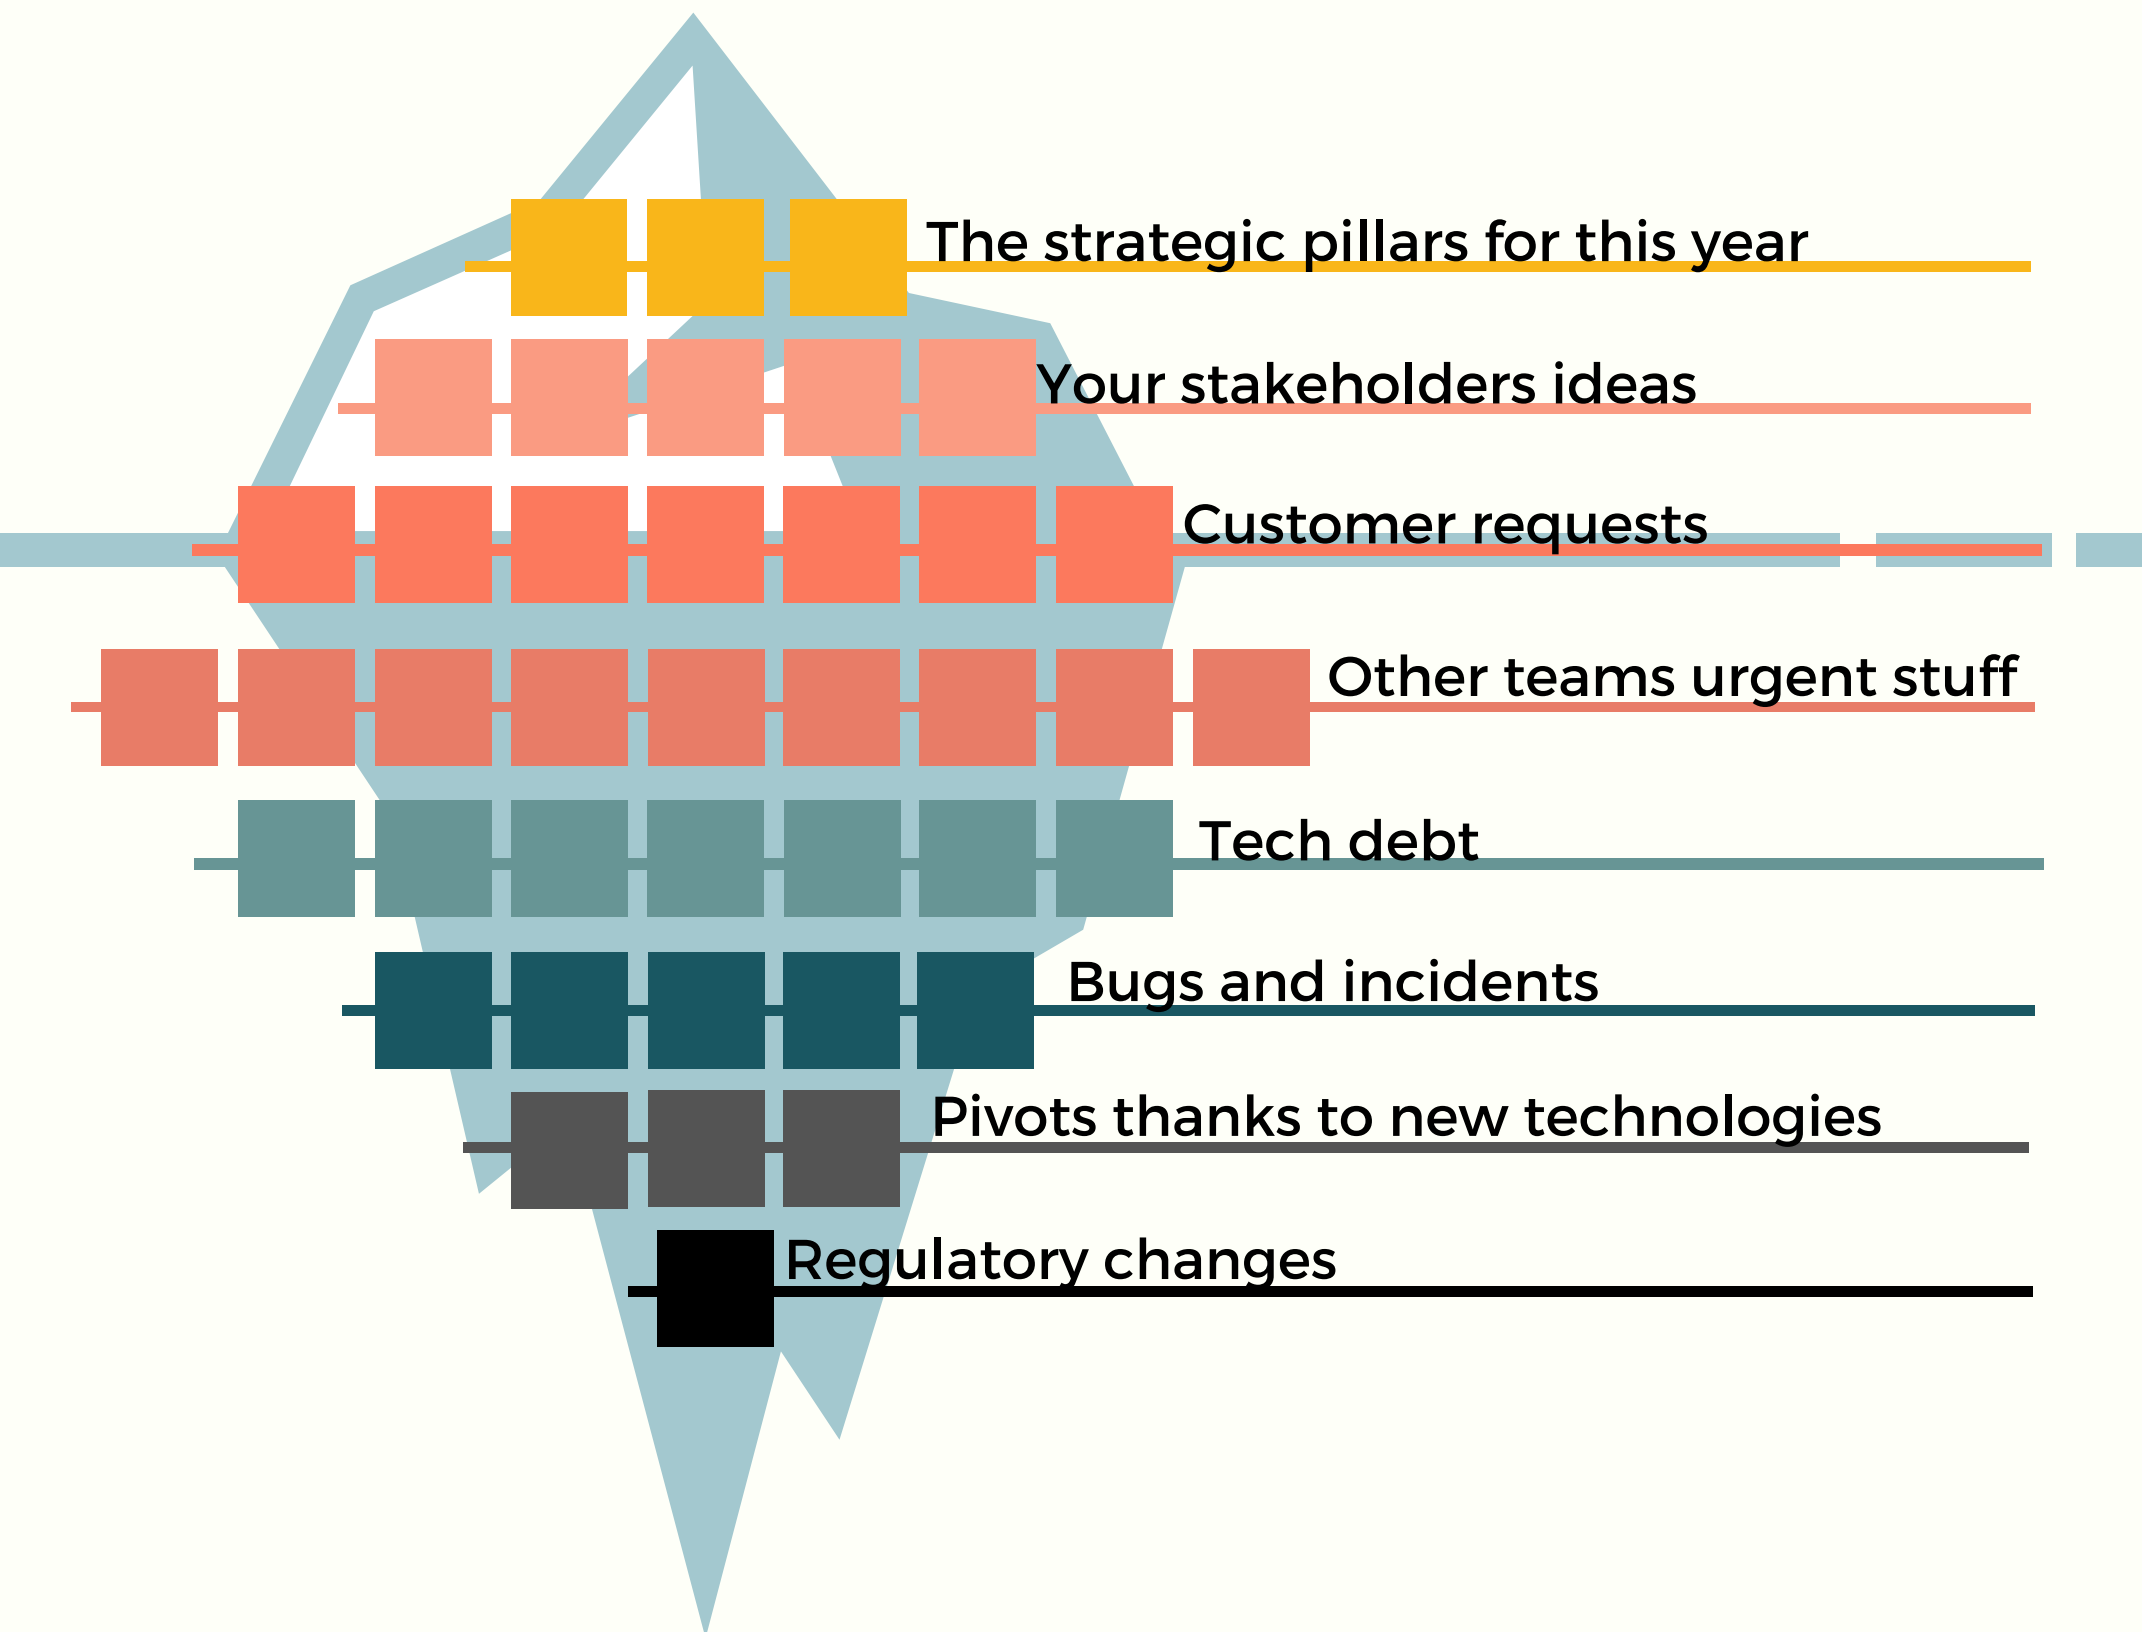 The strategic pillars for this year
Your stakeholders ideas
Customer requests
Other teams urgent stuff
Tech debt
Bugs and incidents
Pivots thanks to new technologies
Regulatory changes